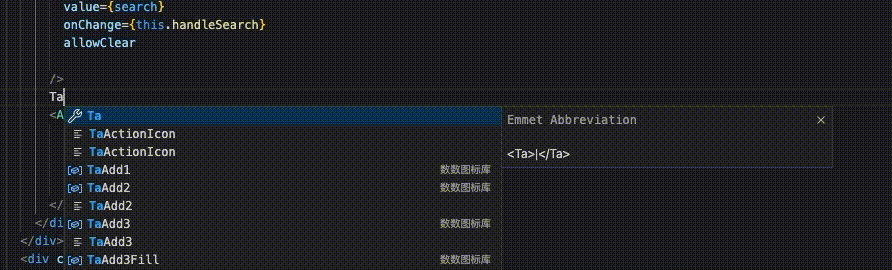 value={search}
onChange={this.handleSearch}
allowClear
/>
Ta
<A
Ta
TaActionIcon
TaActionIcon
TaAdd1 数数图标库
TaAdd2 数数图标库
TaAdd2
TaAdd3 数数图标库
TaAdd3
TaAdd3Fill 数数图标库
Emmet Abbreviation ×
<Ta>|</Ta>
</
</di
</div>
<div c